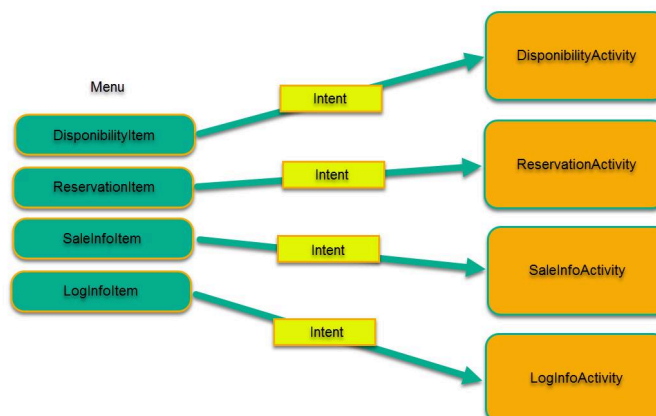 Menu
DisponibilityItem
Intent
DisponibilityActivity
ReservationItem
Intent
ReservationActivity
SaleInfoItem
Intent
SaleInfoActivity
LogInfoItem
Intent
LogInfoActivity